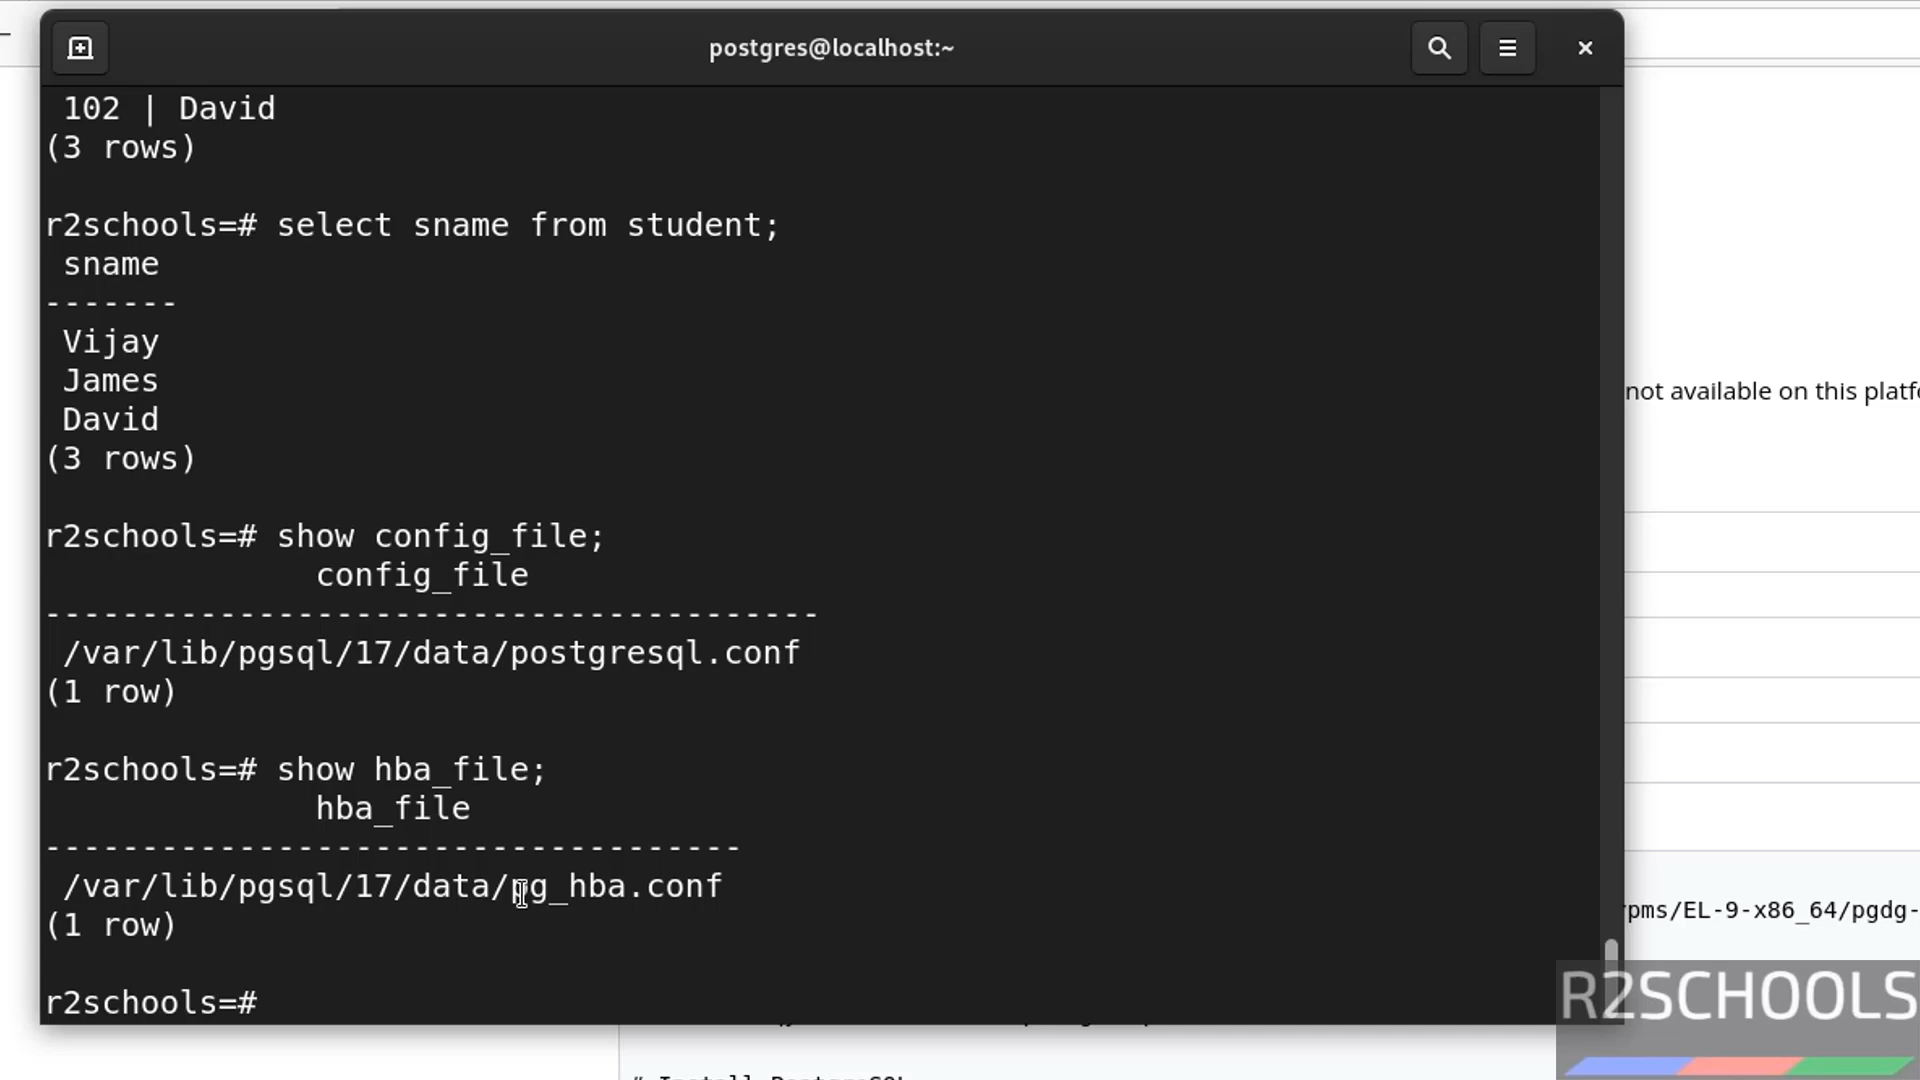 postgres@localhost:~
102 | David
(3 rows)
r2schools=# select sname from student;
sname
-------
Vijay
James
David
(3 rows)
r2schools=# show config_file;
config_file
----------------------------------------
/var/lib/pgsql/17/data/postgresql.conf
(1 row)
r2schools=# show hba_file;
hba_file
------------------------------------
/var/lib/pgsql/17/data/pg_hba.conf
(1 row)
r2schools=#
not available on this platf
rpms/EL-9-x86_64/pgdg-
R2SCHOOLS
# Install PostgreSQL